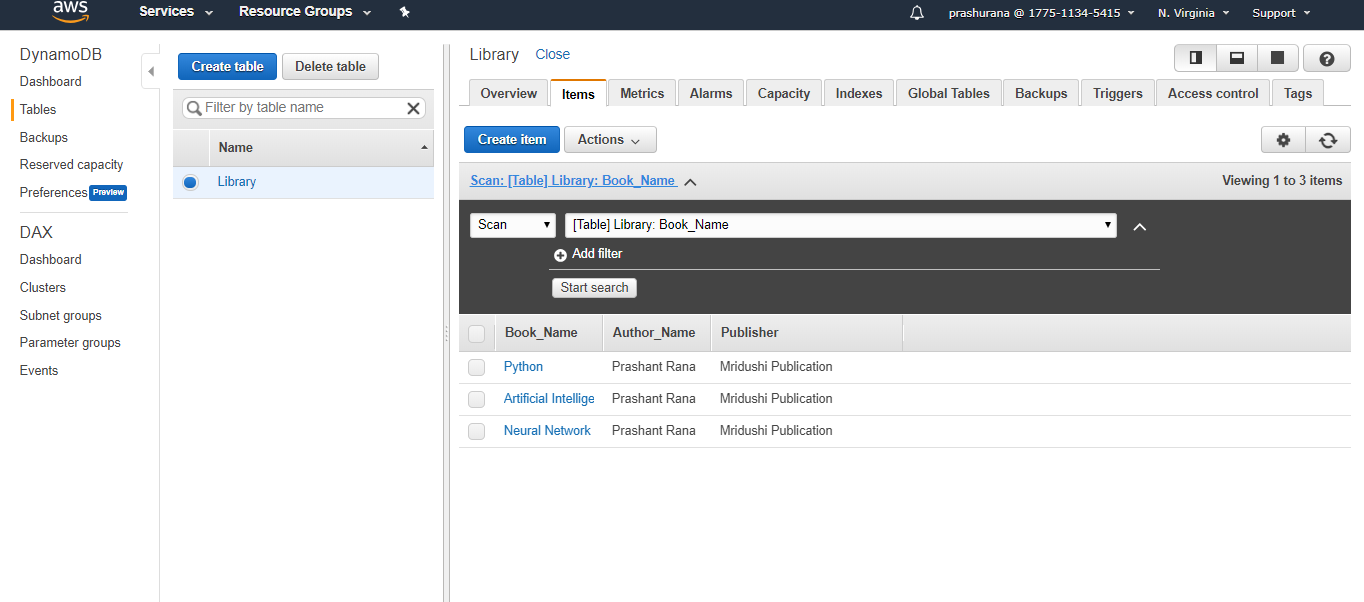 aws
Services
Resource Groups
prashurana @ 1775-1134-5415
N. Virginia
Support
DynamoDB
Dashboard
Tables
Backups
Reserved capacity
Preferences Preview
DAX
Dashboard
Clusters
Subnet groups
Parameter groups
Events
Create table
Delete table
Filter by table name
Name
Library
Library Close
?
Overview
Items
Metrics
Alarms
Capacity
Indexes
Global Tables
Backups
Triggers
Access control
Tags
Create item
Actions
Scan: [Table] Library: Book_Name
Viewing 1 to 3 items
Scan
[Table] Library: Book_Name
Add filter
Start search
Book_Name Author_Name Publisher
Python Prashant Rana Mridushi Publication
Artificial Intellige Prashant Rana Mridushi Publication
Neural Network Prashant Rana Mridushi Publication